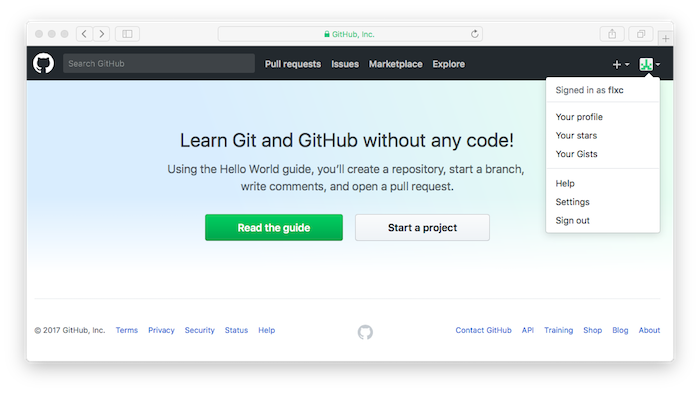 GitHub, Inc.
Search GitHub
Pull requests Issues Marketplace Explore
Signed in as flxc
Your profile
Your stars
Your Gists
Help
Settings
Sign out
Learn Git and GitHub without any code!
Using the Hello World guide, you’ll create a repository, start a branch,
write comments, and open a pull request.
Read the guide Start a project
© 2017 GitHub, Inc. Terms Privacy Security Status Help Contact GitHub API Training Shop Blog About